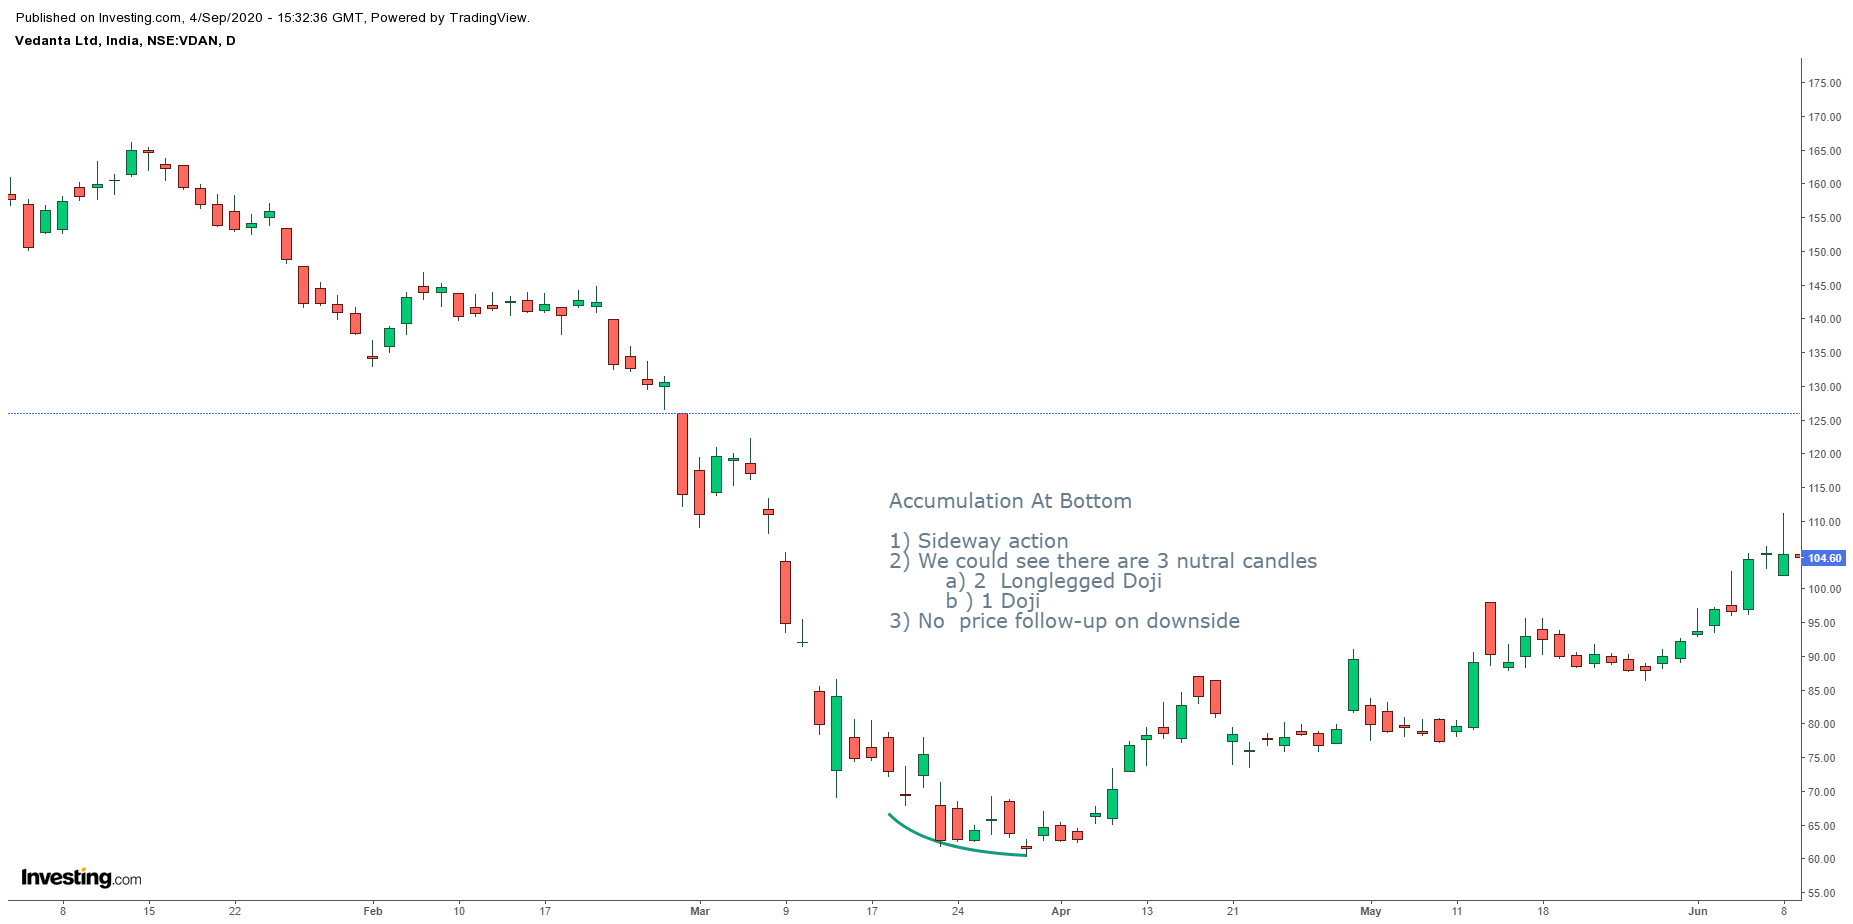 Published on Investing.com, 4/Sep/2020 - 15:32:36 GMT, Powered by TradingView.
Vedanta Ltd, India, NSE:VDAN, D
175.00
170.00
165.00
160.00
155.00
150.00
145.00
140.00
135.00
130.00
125.00
120.00
115.00
110.00
104.60
100.00
95.00
90.00
85.00
80.00
75.00
70.00
65.00
60.00
55.00
Accumulation At Bottom
1) Sideway action
2) We could see there are 3 nutral candles
a) 2 Longlegged Doji
b ) 1 Doji
3) No price follow-up on downside
Investing.com
8 15 22 Feb 10 17 Mar 9 17 24 Apr 13 21 May 11 18 Jun 8